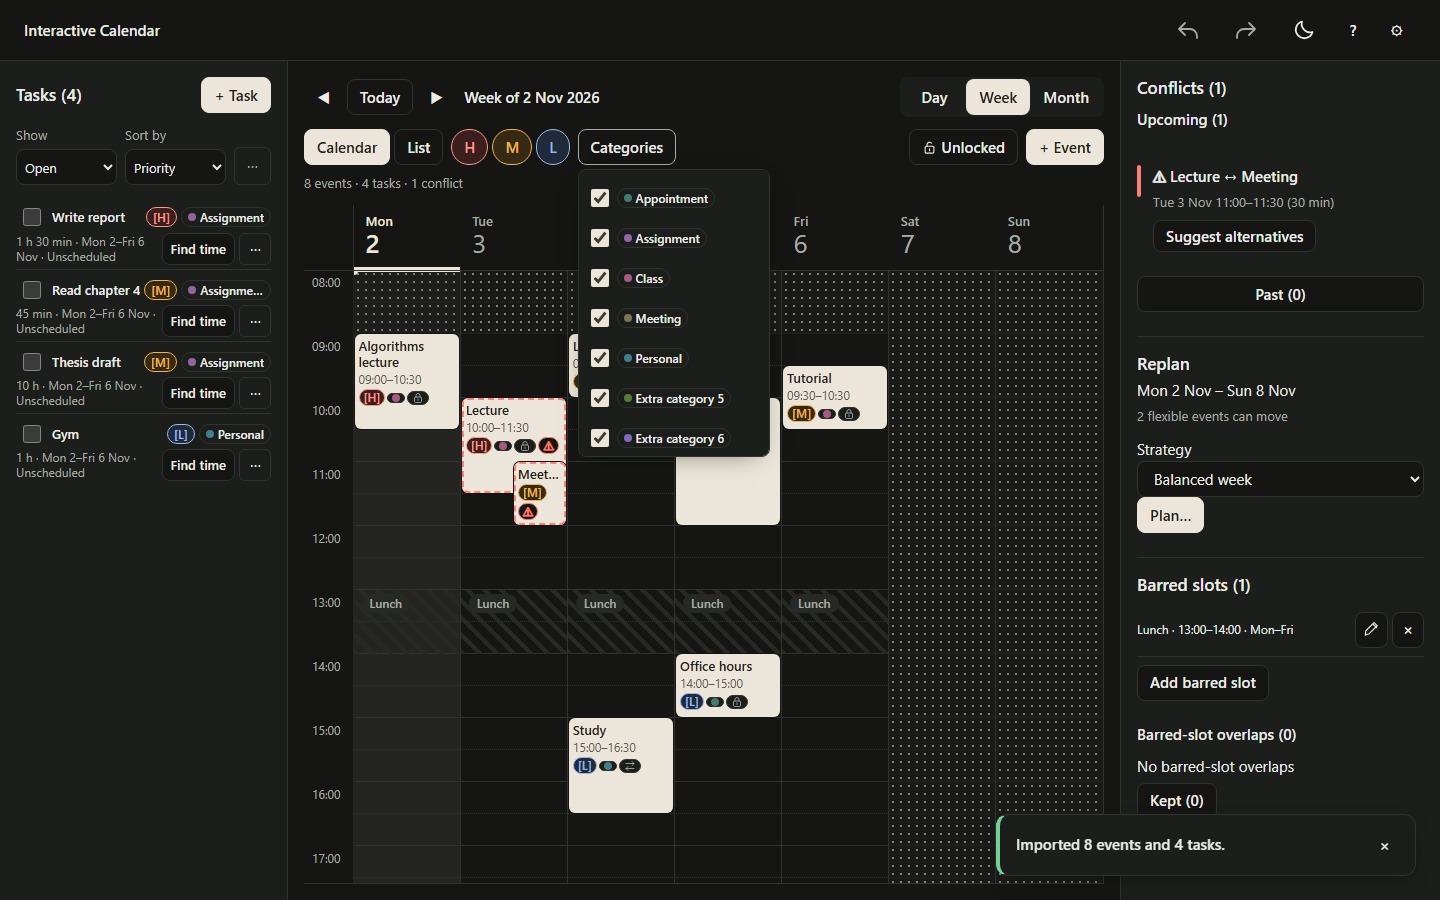 Interactive Calendar
?
Tasks (4)
+ Task
Show
Sort by
Open
Priority
...
Write report
[H]
Assignment
1 h 30 min · Mon 2–Fri 6
Nov · Unscheduled
Find time
...
Read chapter 4
[M]
Assignme...
45 min · Mon 2–Fri 6 Nov ·
Unscheduled
Find time
...
Thesis draft
[M]
Assignment
10 h · Mon 2–Fri 6 Nov ·
Unscheduled
Find time
...
Gym
[L]
Personal
1 h · Mon 2–Fri 6 Nov ·
Unscheduled
Find time
...
Today
Week of 2 Nov 2026
Day
Week
Month
Calendar
List
H
M
L
Categories
Unlocked
+ Event
8 events · 4 tasks · 1 conflict
Appointment
Assignment
Class
Meeting
Personal
Extra category 5
Extra category 6
Mon
2
Tue
3
Fri
6
Sat
7
Sun
8
08:00
09:00
10:00
11:00
12:00
13:00
14:00
15:00
16:00
17:00
Algorithms
lecture
09:00–10:30
[H]
Lecture
10:00–11:30
[H]
Meet...
[M]
Tutorial
09:30–10:30
[M]
Lunch
Lunch
Lunch
Lunch
Lunch
Office hours
14:00–15:00
[L]
Study
15:00–16:30
[L]
Conflicts (1)
Upcoming (1)
Lecture ↔ Meeting
Tue 3 Nov 11:00–11:30 (30 min)
Suggest alternatives
Past (0)
Replan
Mon 2 Nov – Sun 8 Nov
2 flexible events can move
Strategy
Balanced week
Plan...
Barred slots (1)
Lunch · 13:00–14:00 · Mon–Fri
×
Add barred slot
Barred-slot overlaps (0)
No barred-slot overlaps
Kept (0)
Imported 8 events and 4 tasks.
×